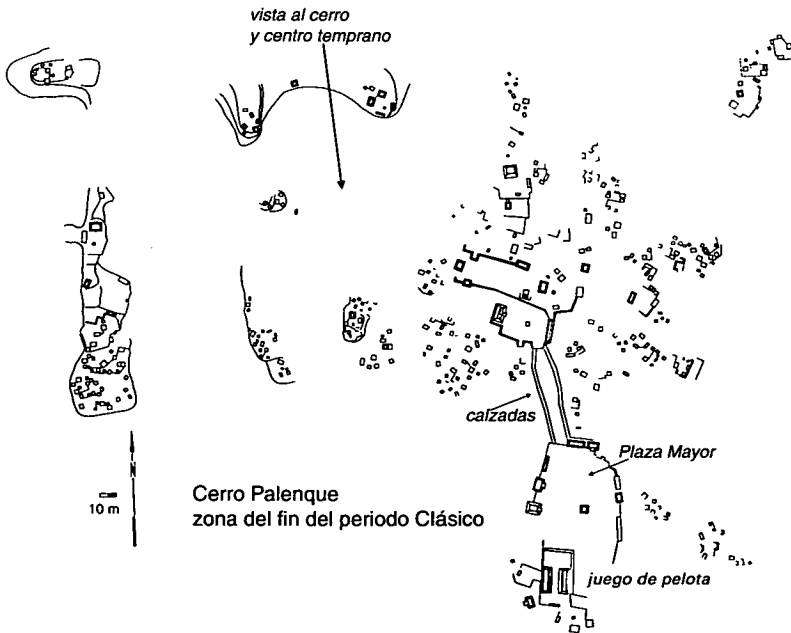 vista al cerro
y centro temprano
calzadas
Plaza Mayor
N
10 m
Cerro Palenque
zona del fin del periodo Clásico
juego de pelota